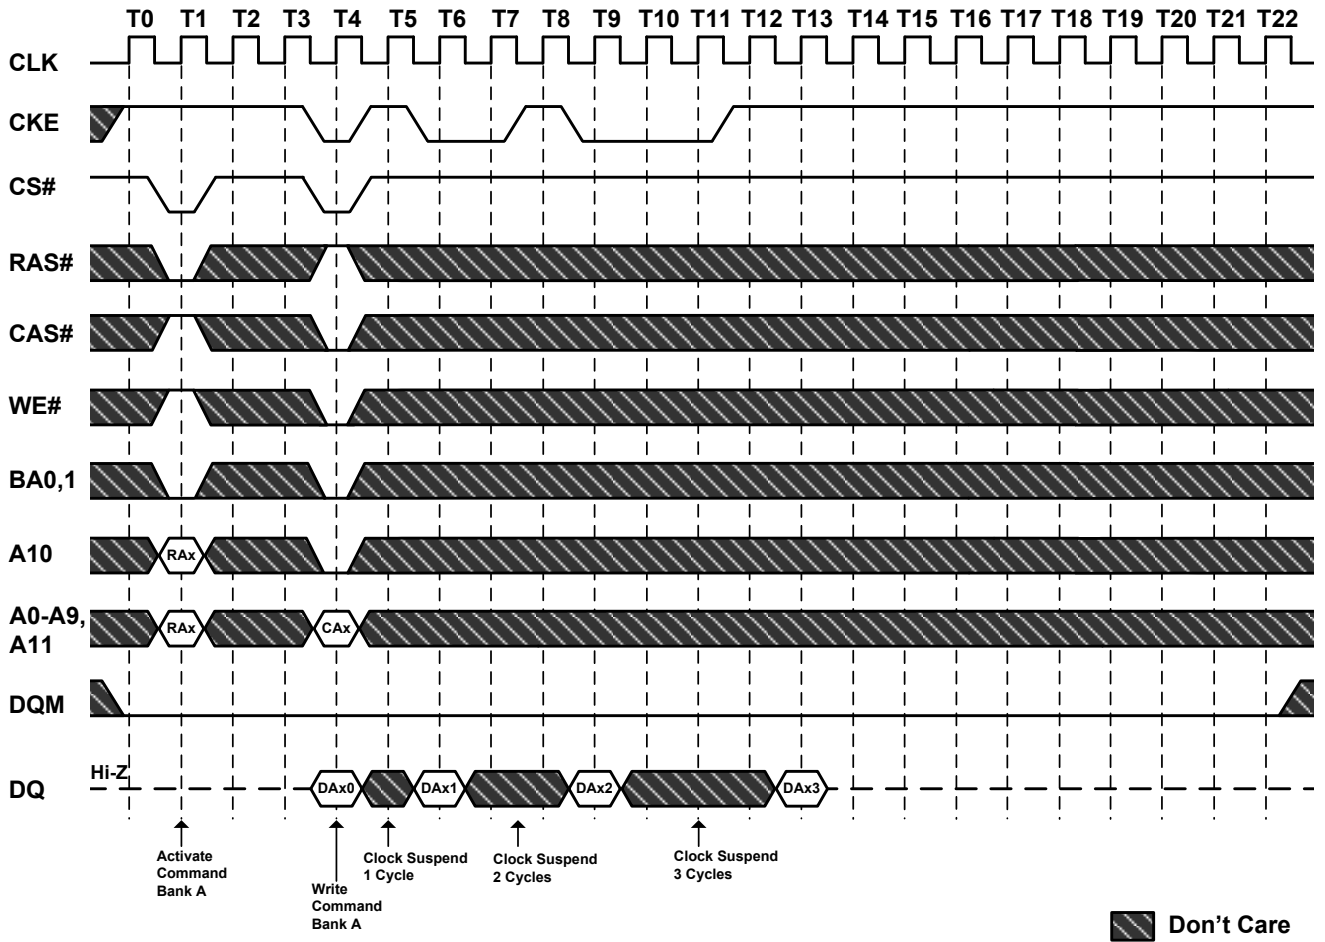 T0 T1 T2 T3 T4 T5 T6 T7 T8 T9 T10 T11 T12 T13 T14 T15 T16 T17 T18 T19 T20 T21 T22
CLK
CKE
CS#
RAS#
CAS#
WE#
BA0,1
A10 RAx
A0-A9,
A11
RAx CAx
DQM
Hi-Z
DQ
DAx0 DAx1 DAx2 DAx3
Activate
Command
Bank A
Write
Command
Bank A
Clock Suspend
1 Cycle
Clock Suspend
2 Cycles
Clock Suspend
3 Cycles
Don't Care